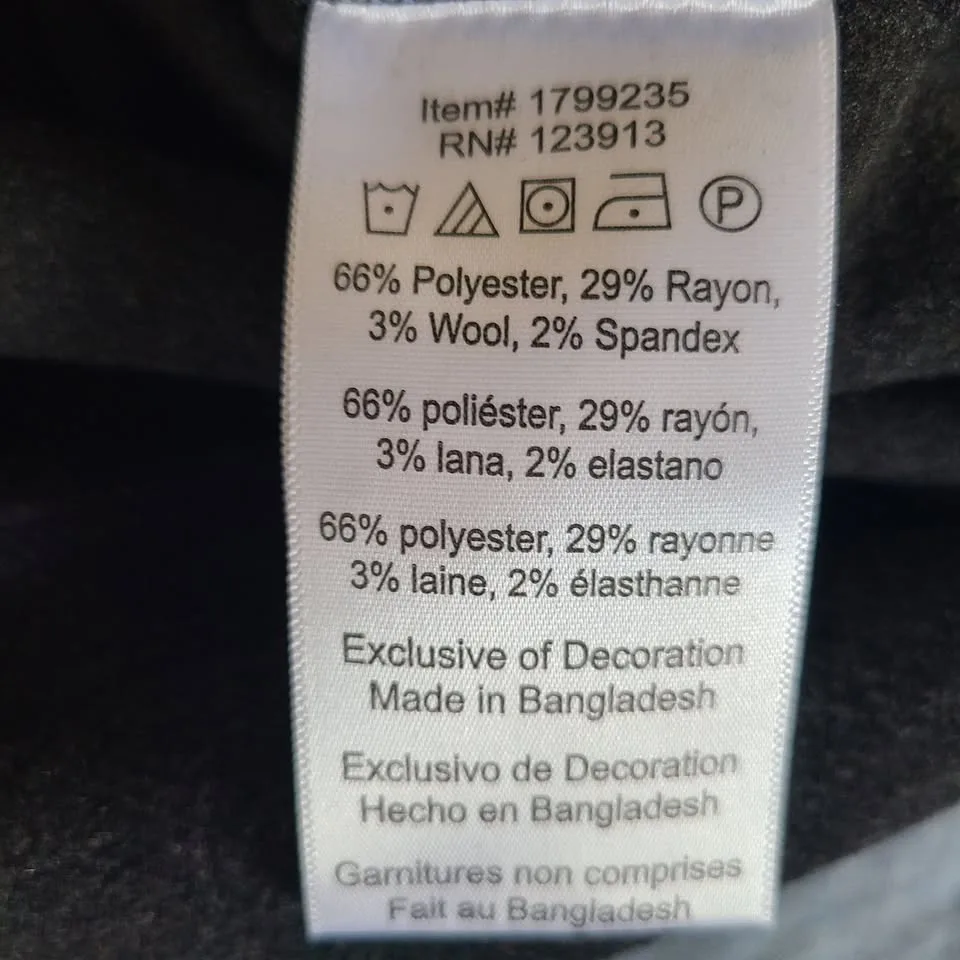 Item# 1799235
RN# 123913
P
66% Polyester, 29% Rayon,
3% Wool, 2% Spandex
66% poliéster, 29% rayón,
3% lana, 2% elastano
66% polyester, 29% rayonne
3% laine, 2% élasthanne
Exclusive of Decoration
Made in Bangladesh
Exclusivo de Decoration
Hecho en Bangladesh
Garnitures non comprises
Fait au Bangladesh